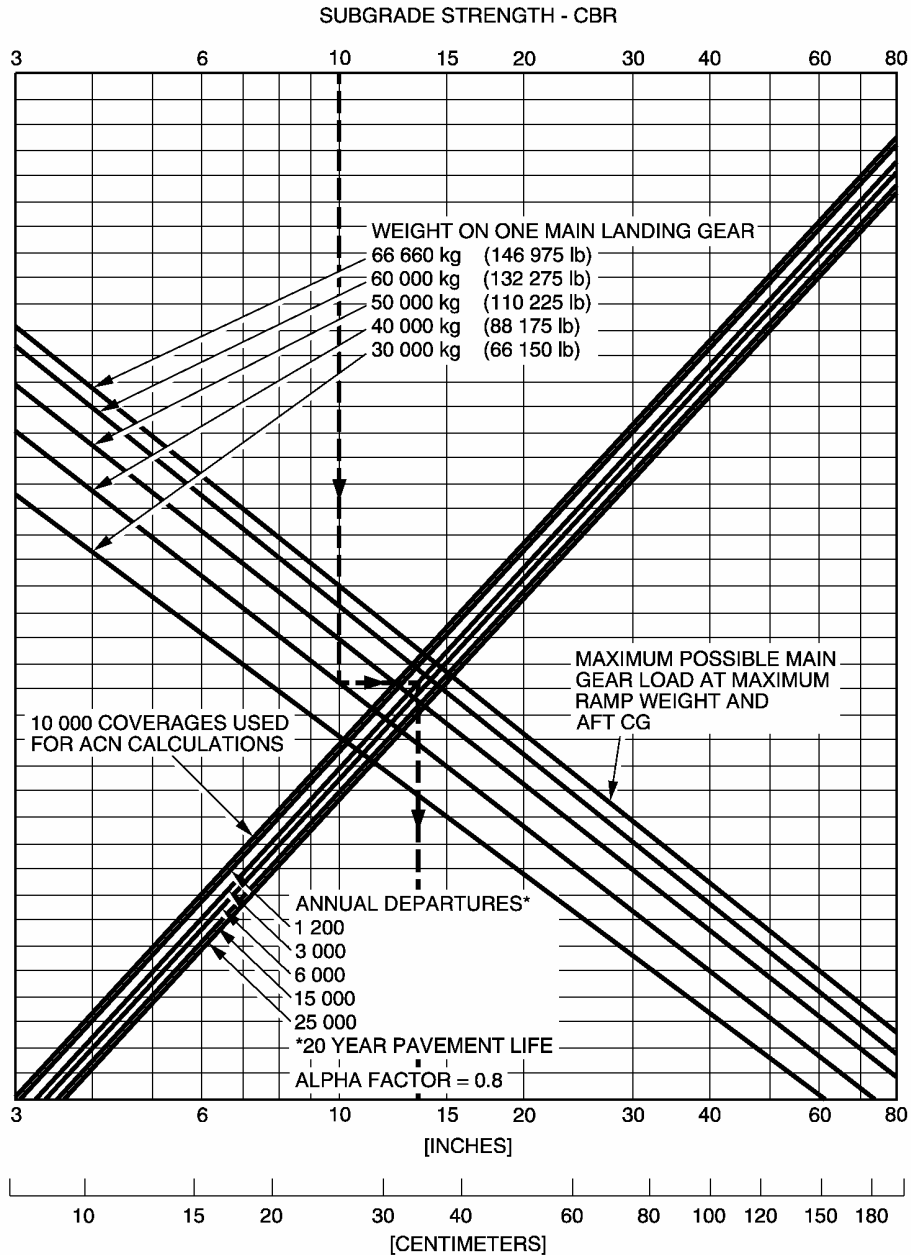 SUBGRADE STRENGTH - CBR
3 6 10 15 20 30 40 60 80
WEIGHT ON ONE MAIN LANDING GEAR
66 660 kg (146 975 lb)
60 000 kg (132 275 lb)
50 000 kg (110 225 lb)
40 000 kg (88 175 lb)
30 000 kg (66 150 lb)
MAXIMUM POSSIBLE MAIN
GEAR LOAD AT MAXIMUM
RAMP WEIGHT AND
AFT CG
10 000 COVERAGES USED
FOR ACN CALCULATIONS
ANNUAL DEPARTURES*
1 200
3 000
6 000
15 000
25 000
*20 YEAR PAVEMENT LIFE
ALPHA FACTOR = 0.8
3 6 10 15 20 30 40 60 80
[INCHES]
10 15 20 30 40 60 80 100 120 150 180
[CENTIMETERS]